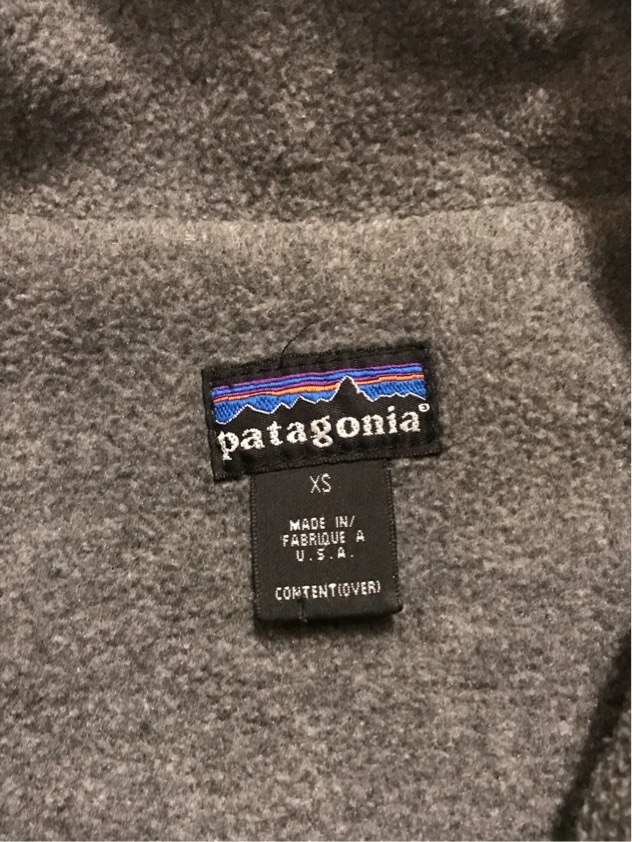 patagonia®
XS
MADE IN/
FABRIQUE A
U.S.A.
CONTENT(OVER)